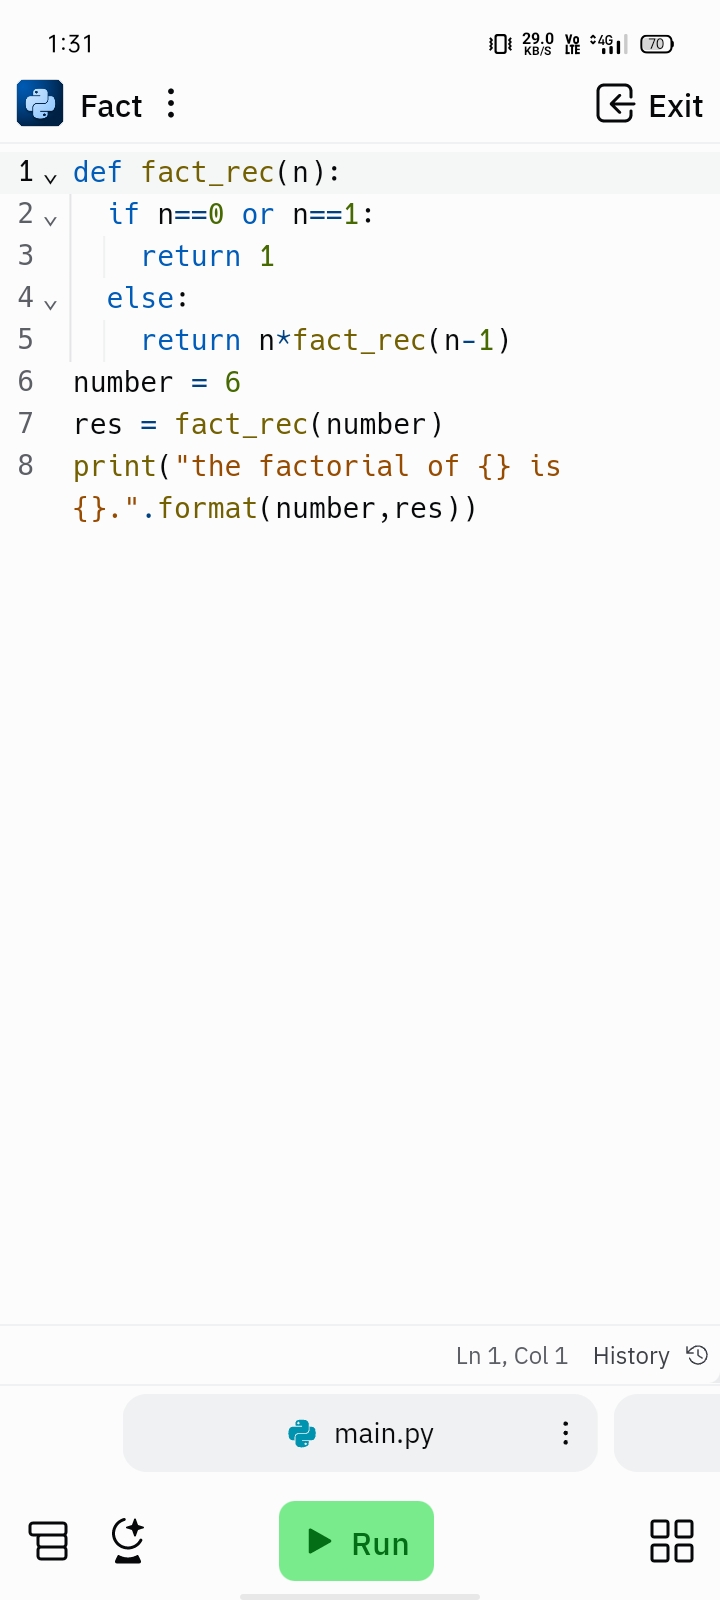 1:31 29.0 KB/S Vo LTE 4G 70
Fact Exit
1 def fact_rec(n):
2   if n==0 or n==1:
3     return 1
4   else:
5     return n*fact_rec(n-1)
6 number = 6
7 res = fact_rec(number)
8 print("the factorial of {} is
{}.".format(number,res))
Ln 1, Col 1 History
main.py
Run